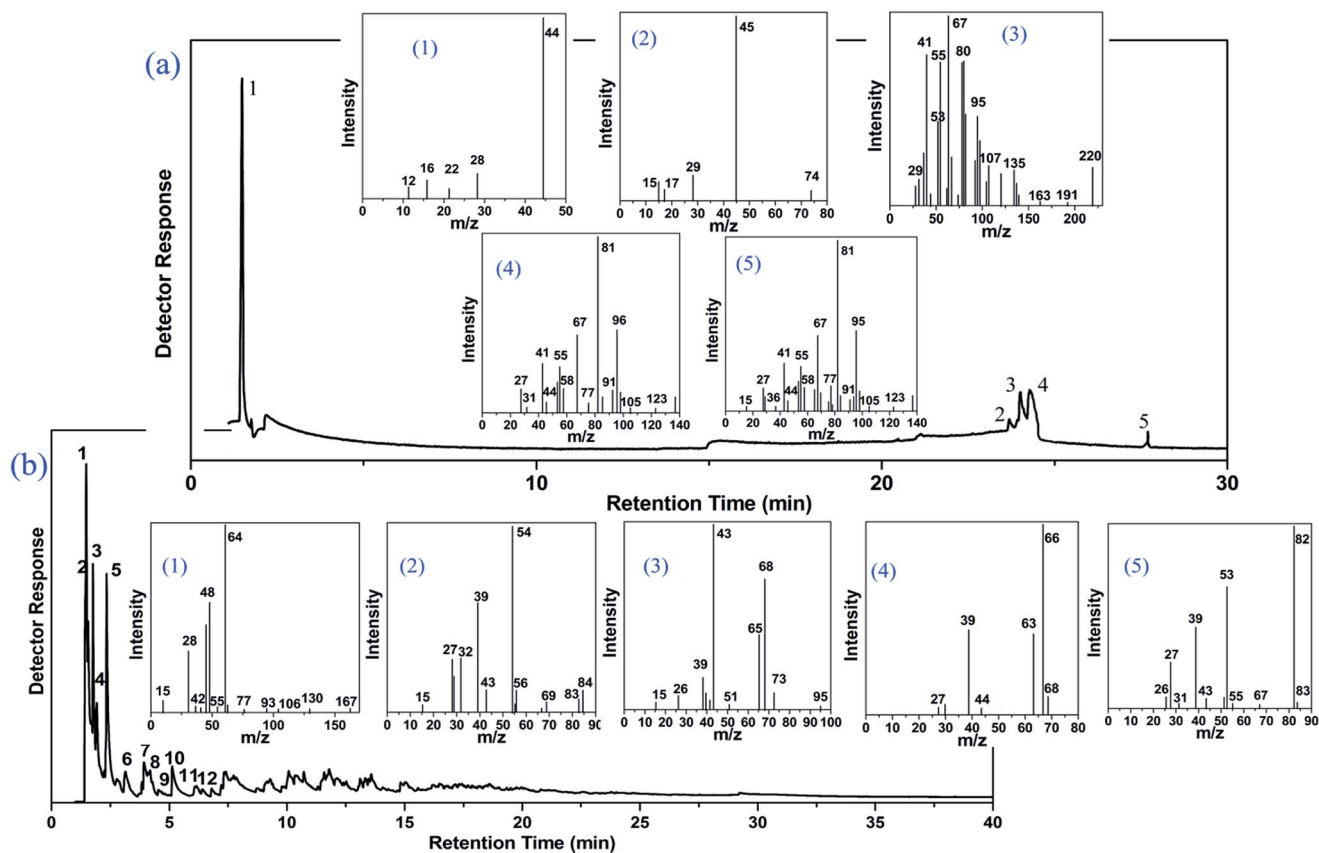 (a)
Detector Response
1
2
3
4
5
0 10 20 30
Retention Time (min)
(1)
Intensity
12 16 22 28 44
0 10 20 30 40 50
m/z
(2)
Intensity
15 17 29 45 74
0 10 20 30 40 50 60 70 80
m/z
(3)
Intensity
29 41 53 55 67 80 95 107 135 163 191 220
0 50 100 150 200
m/z
(4)
Intensity
27 31 41 44 55 58 67 77 81 91 96 105 123
0 20 40 60 80 100 120 140
m/z
(5)
Intensity
15 27 36 41 44 55 58 67 77 81 91 95 105 123
0 20 40 60 80 100 120 140
m/z
(b)
Detector Response
1
2
3
4
5
6
7
8
9
10
11
12
0 5 10 15 20 25 30 35 40
Retention Time (min)
(1)
Intensity
15 28 42 48 55 64 77 93 106 130 167
0 50 100 150
m/z
(2)
Intensity
15 27 32 39 43 54 56 69 83 84
0 10 20 30 40 50 60 70 80 90
m/z
(3)
Intensity
15 26 39 43 51 65 68 73 95
0 10 20 30 40 50 60 70 80 90 100
m/z
(4)
Intensity
27 39 44 63 66 68
0 10 20 30 40 50 60 70 80
m/z
(5)
Intensity
26 27 31 39 43 53 55 67 82 83
0 10 20 30 40 50 60 70 80 90
m/z